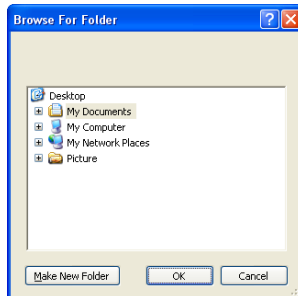 Browse For Folder
Desktop
My Documents
My Computer
My Network Places
Picture
Make New Folder OK Cancel